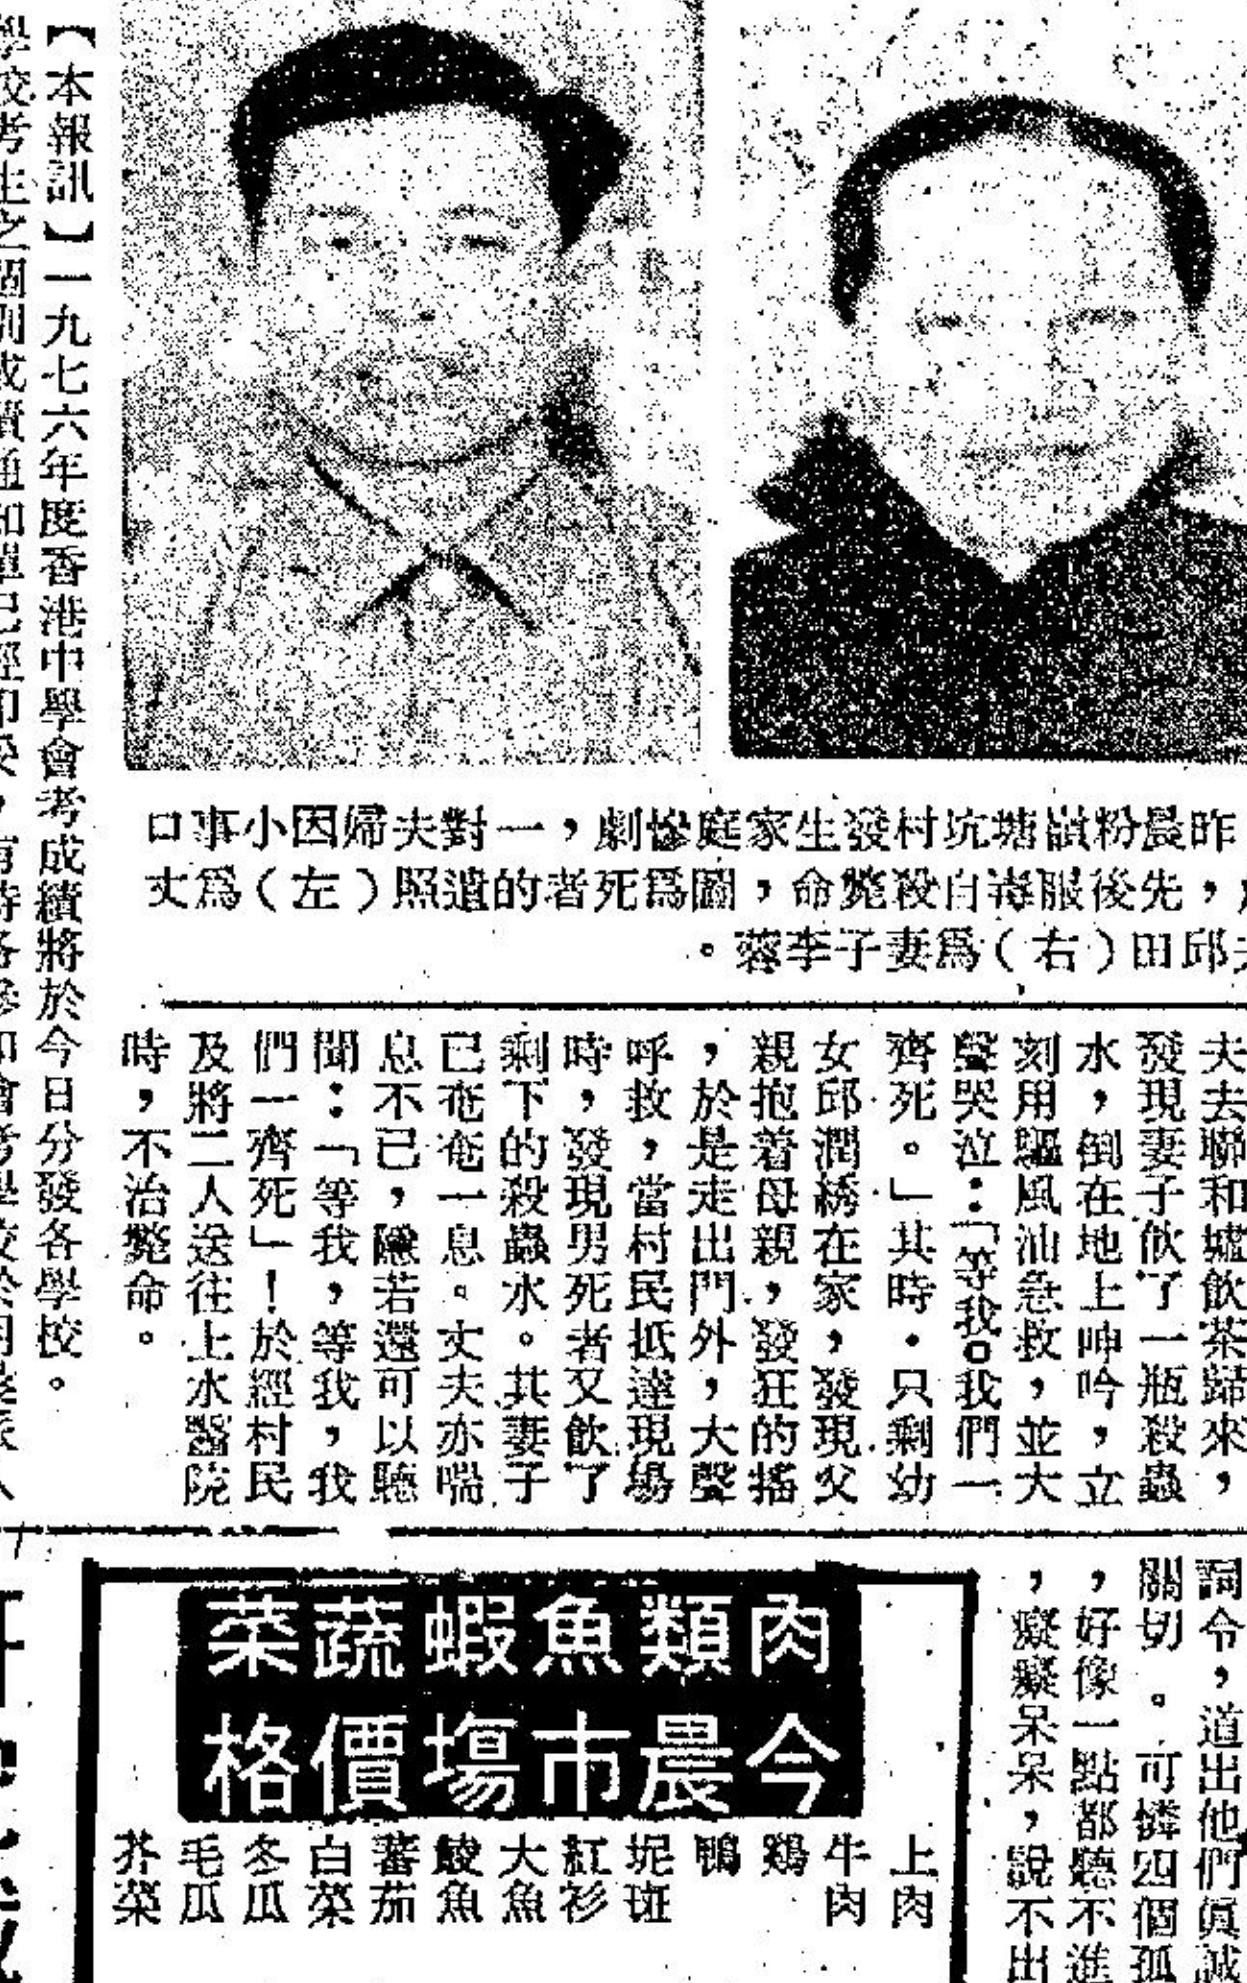 昨晨粉嶺塘坑村發生家庭慘劇，一對夫婦因小事口
，先後服毒自殺斃命，圖爲死者的遺照（左）爲丈
邱田（右）爲妻子李蓉。
夫去聯和墟飲茶歸來，
發現妻子飲了一瓶殺蟲
水，倒在地上呻吟，立
刻用驅風油急救，並大
聲哭泣：「等我。我們一
齊死。」其時．只剩幼
女邱潤綉在家，發現父
親抱着母親，發狂的搖
，於是走出門外，大聲
呼救，當村民抵達現場
時，發現男死者又飲了
剩下的殺蟲水。其妻子
已奄奄一息。丈夫亦喘
息不已，隱若還可以聽
聞：「等我，等我，我
們一齊死」！於經村民
及將二人送往上水醫院
時，不治斃命。
【本報訊】一九七六年度香港中學會考成績將於今日分發各學校。
學校考生之個別成績通知單已經印
詞令，道出他們眞誠
關切。可憐四個孤
，好像一點都聽不進
，癡癡呆呆，說不出
肉類魚蝦蔬菜
今晨市塲價格
上肉
牛肉
鷄
鴨
坭斑
紅衫
大魚
鯪魚
蕃茄
白菜
冬瓜
毛瓜
芥菜